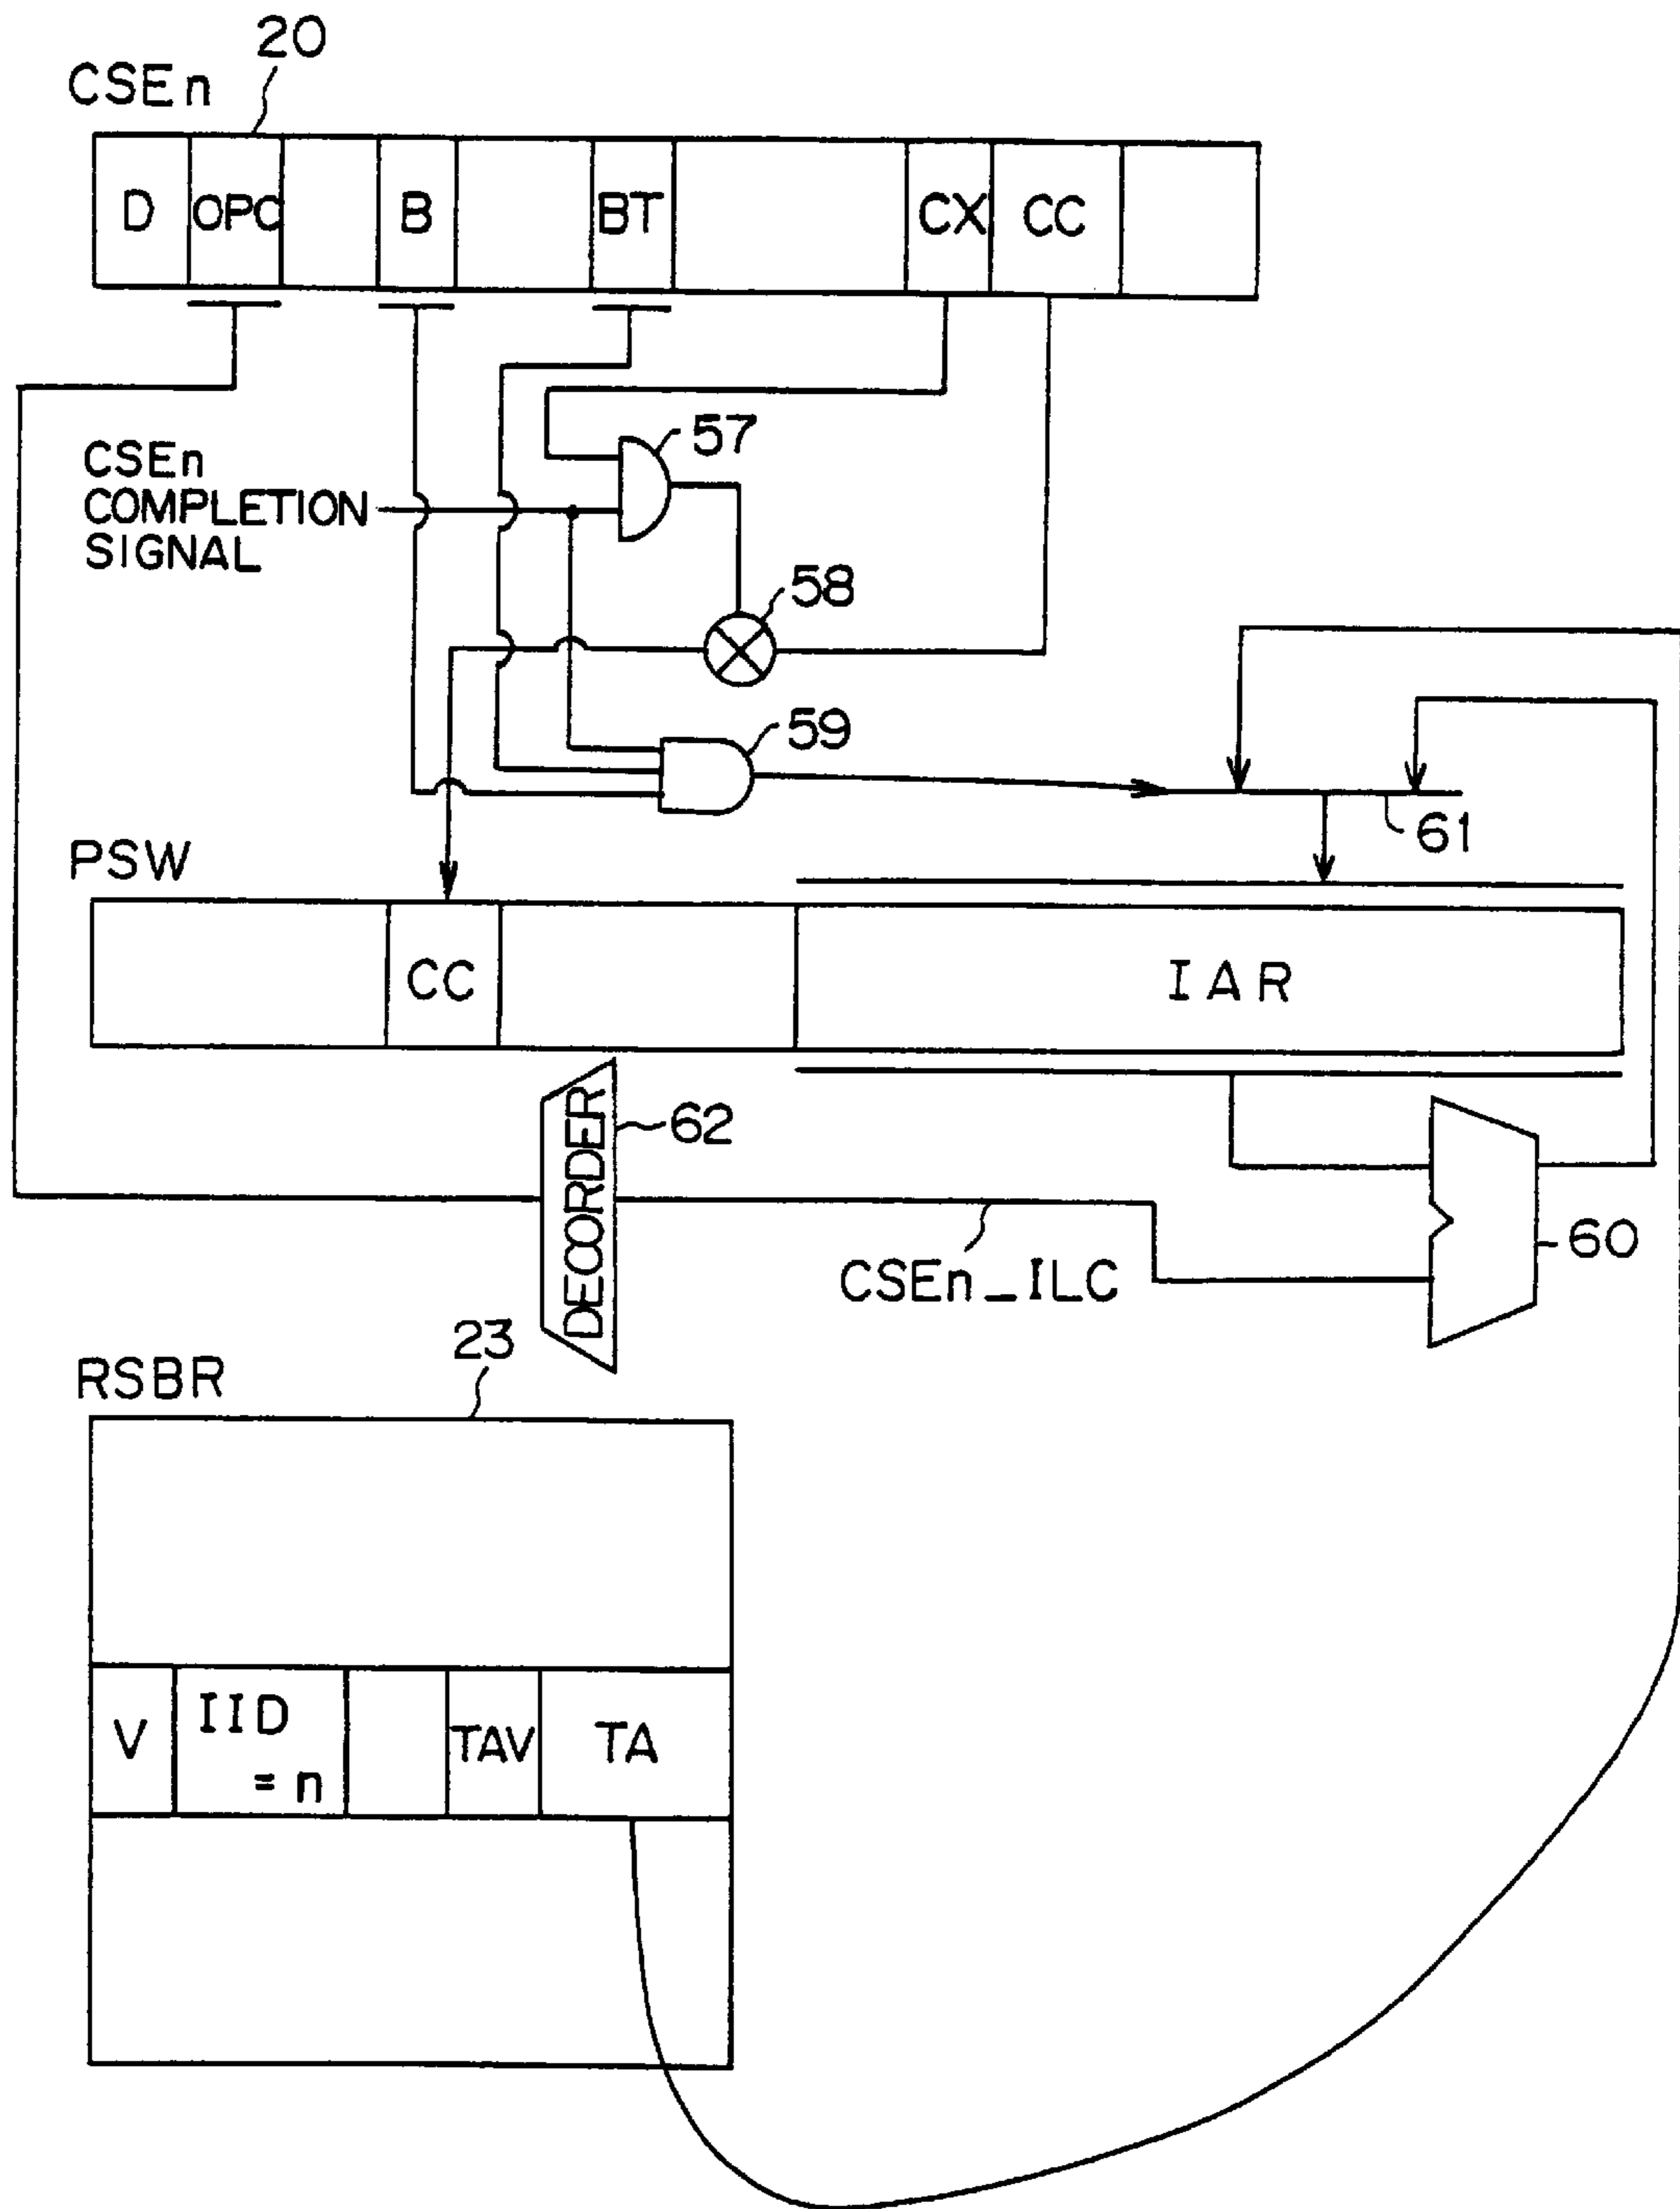 20
CSEn
D OPC B BT CX CC
57
CSEn
COMPLETION
SIGNAL
58
59
61
PSW
CC IAR
DECORDER
62
60
CSEn_ILC
23
RSBR
V IID = n TAV TA